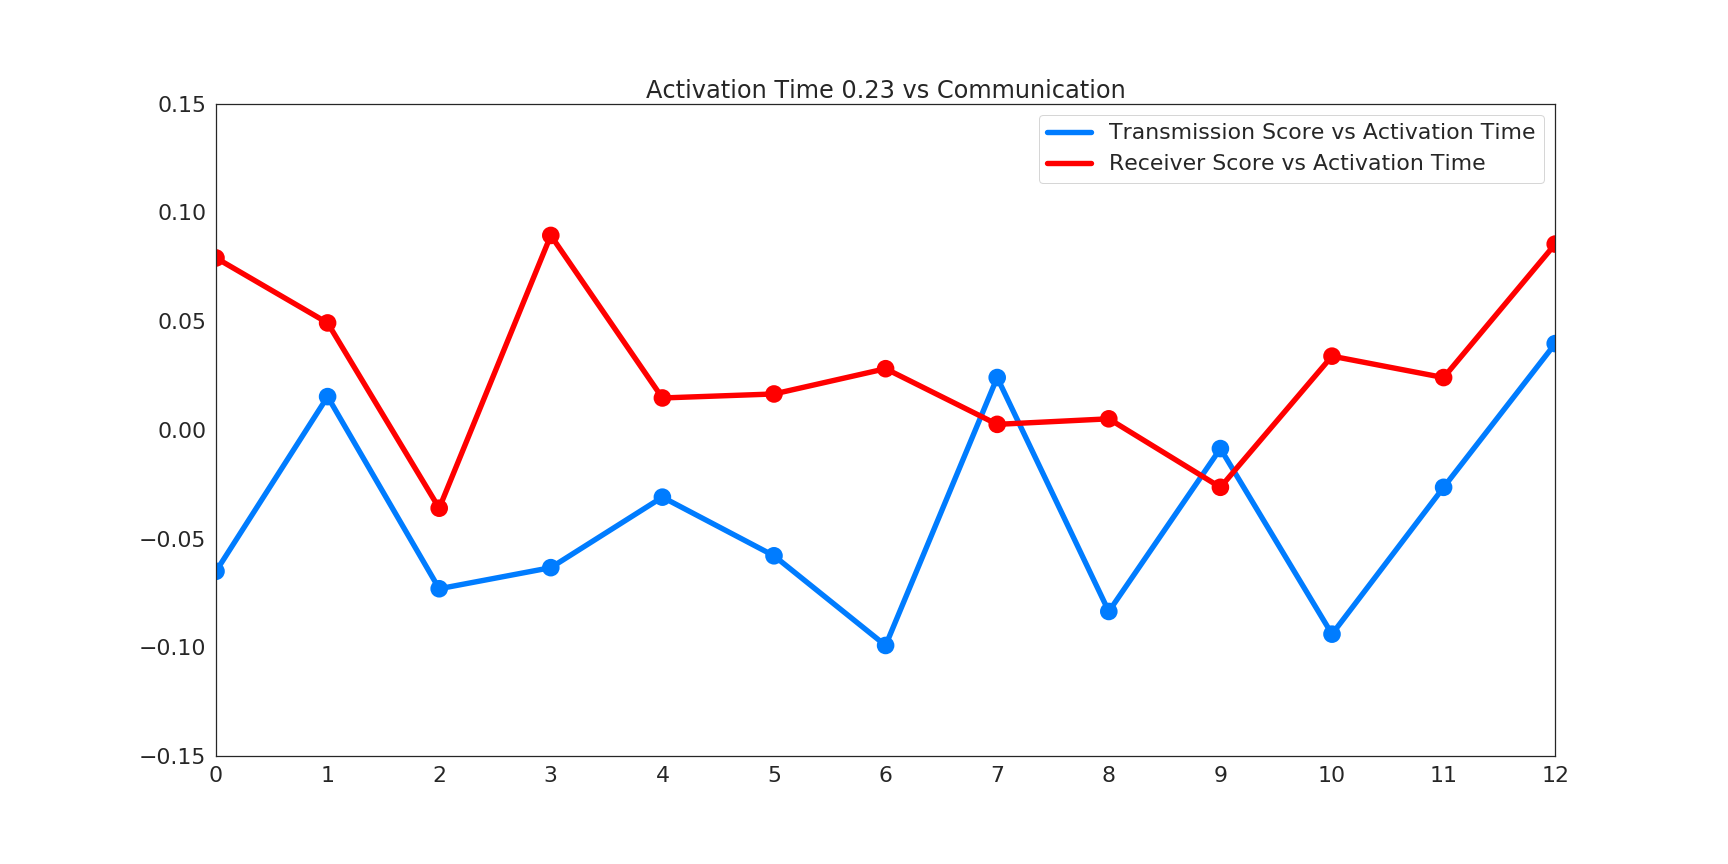 Activation Time 0.23 vs Communication
0.15
Transmission Score vs Activation Time
Receiver Score vs Activation Time
0.10
0.05
0.00
−0.05
−0.10
−0.15
0 1 2 3 4 5 6 7 8 9 10 11 12